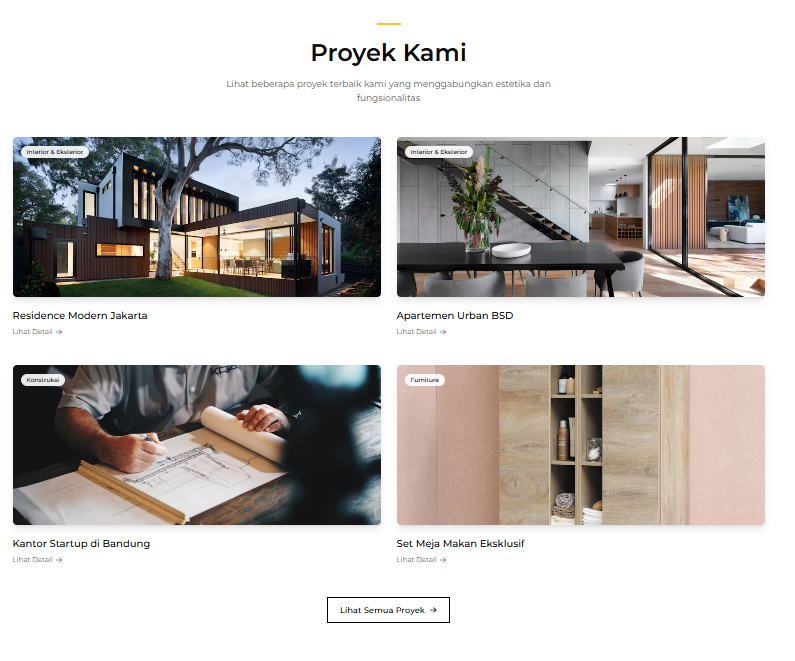 Proyek Kami
Lihat beberapa proyek terbaik kami yang menggabungkan estetika dan
fungsionalitas
Interior & Eksterior
Interior & Eksterior
Residence Modern Jakarta
Lihat Detail →
Apartemen Urban BSD
Lihat Detail →
Konstruksi
Furniture
Kantor Startup di Bandung
Lihat Detail →
Set Meja Makan Eksklusif
Lihat Detail →
Lihat Semua Proyek →